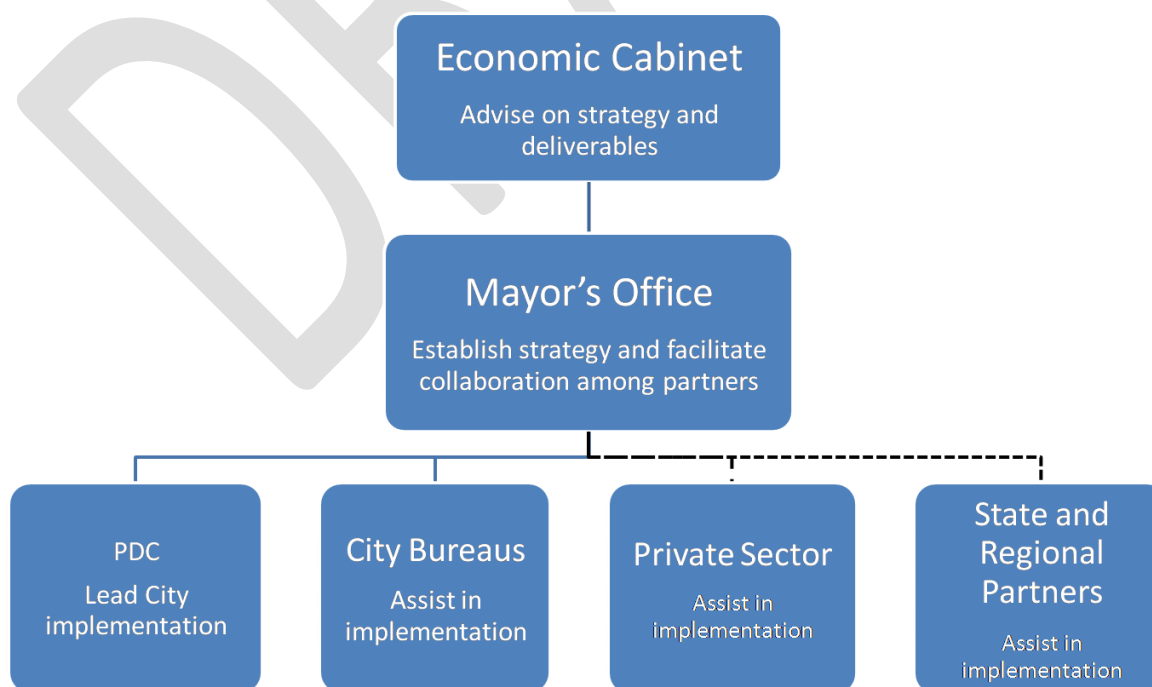 Economic Cabinet
Advise on strategy and
deliverables
Mayor’s Office
Establish strategy and facilitate
collaboration among partners
PDC
Lead City
implementation
City Bureaus
Assist in
implementation
Private Sector
Assist in
implementation
State and
Regional
Partners
Assist in
implementation